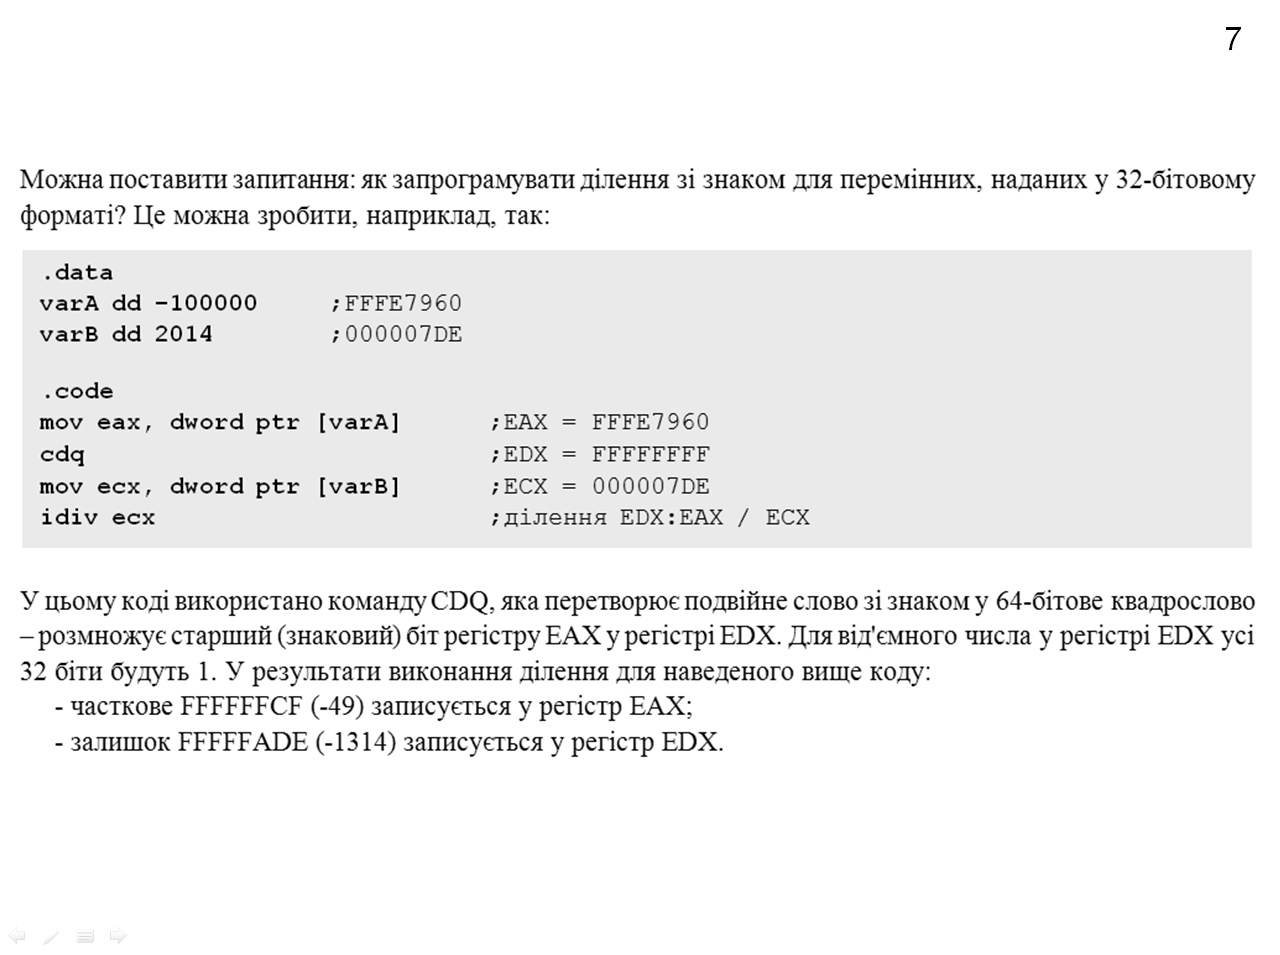 7
Можна поставити запитання: як запрограмувати ділення зі знаком для перемінних, наданих у 32-бітовому
форматі? Це можна зробити, наприклад, так:
.data
varA dd -100000 ;FFFE7960
varB dd 2014 ;000007DE
.code
mov eax, dword ptr [varA] ;EAX = FFFE7960
cdq ;EDX = FFFFFFFF
mov ecx, dword ptr [varB] ;ECX = 000007DE
idiv ecx ;ділення EDX:EAX / ECX
У цьому коді використано команду CDQ, яка перетворює подвійне слово зі знаком у 64-бітове квадрослово
– розмножує старший (знаковий) біт регістру EAX у регістрі EDX. Для від'ємного числа у регістрі EDX усі
32 біти будуть 1. У результати виконання ділення для наведеного вище коду:
- часткове FFFFFFCF (-49) записується у регістр EAX;
- залишок FFFFFADE (-1314) записується у регістр EDX.